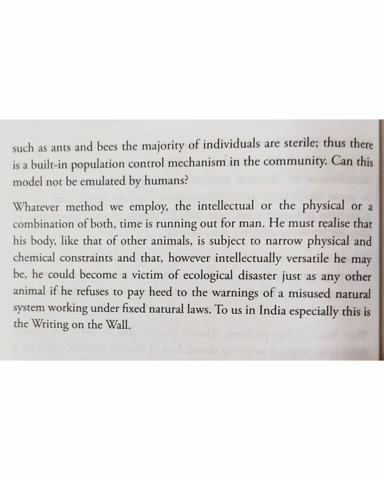 such as ants and bees the majority of individuals are sterile; thus there
is a built-in population control mechanism in the community. Can this
model not be emulated by humans?
Whatever method we employ, the intellectual or the physical or a
combination of both, time is running out for man. He must realise that
his body, like that of other animals, is subject to narrow physical and
chemical constraints and that, however intellectually versatile he may
be, he could become a victim of ecological disaster just as any other
animal if he refuses to pay heed to the warnings of a misused natural
system working under fixed natural laws. To us in India especially this is
the Writing on the Wall.